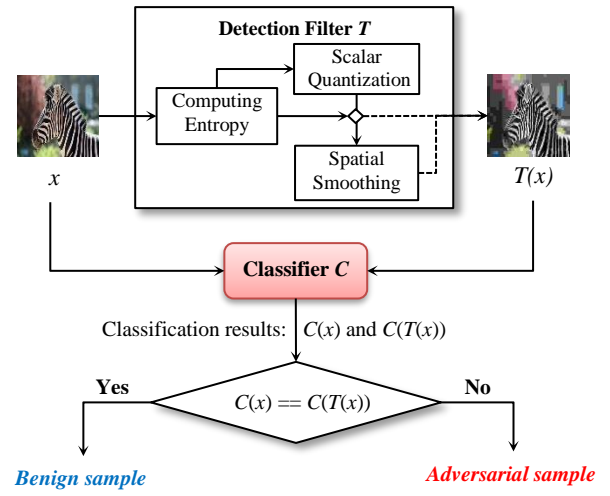 Detection Filter T
Scalar
Quantization
Computing
Entropy
Spatial
Smoothing
x
T(x)
Classifier C
Classification results: C(x) and C(T(x))
Yes
No
C(x) == C(T(x))
Benign sample
Adversarial sample